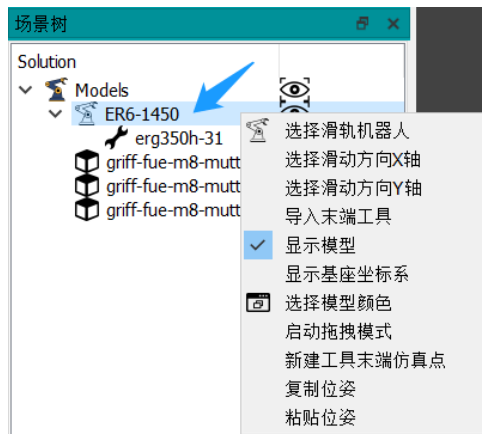 场景树
Solution
Models
ER6-1450
erg350h-31
griff-fue-m8-mutt
griff-fue-m8-mutt
griff-fue-m8-mutt
选择滑轨机器人
选择滑动方向X轴
选择滑动方向Y轴
导入末端工具
显示模型
显示基座坐标系
选择模型颜色
启动拖拽模式
新建工具末端仿真点
复制位姿
粘贴位姿